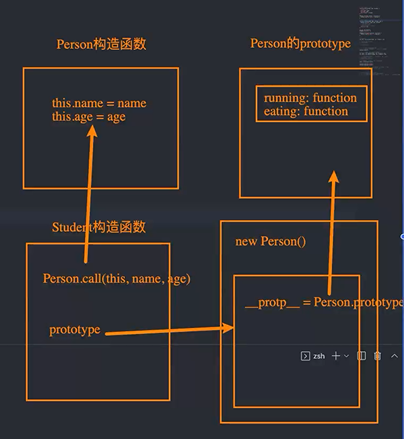 Person构造函数
Person的prototype
this.name = name
this.age = age
running: function
eating: function
Student构造函数
new Person()
Person.call(this, name, age)
__protp__ = Person.prototype
prototype
zsh